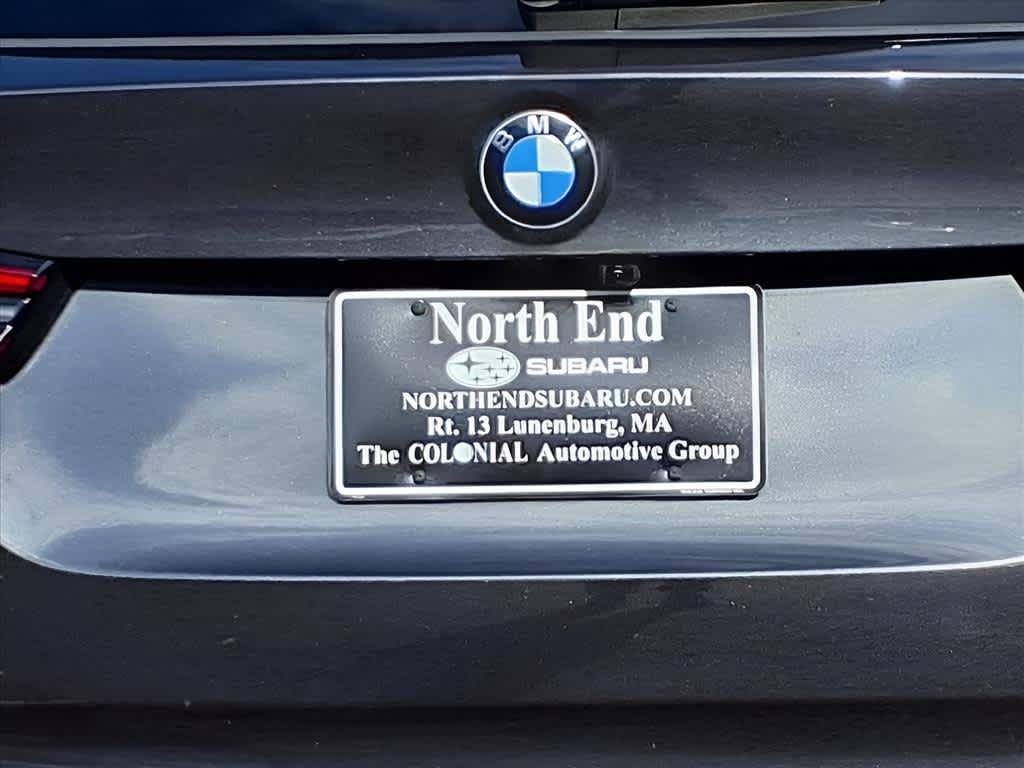 BMW
North End
SUBARU
NORTHENDSUBARU.COM
Rt. 13 Lunenburg, MA
The COLONIAL Automotive Group